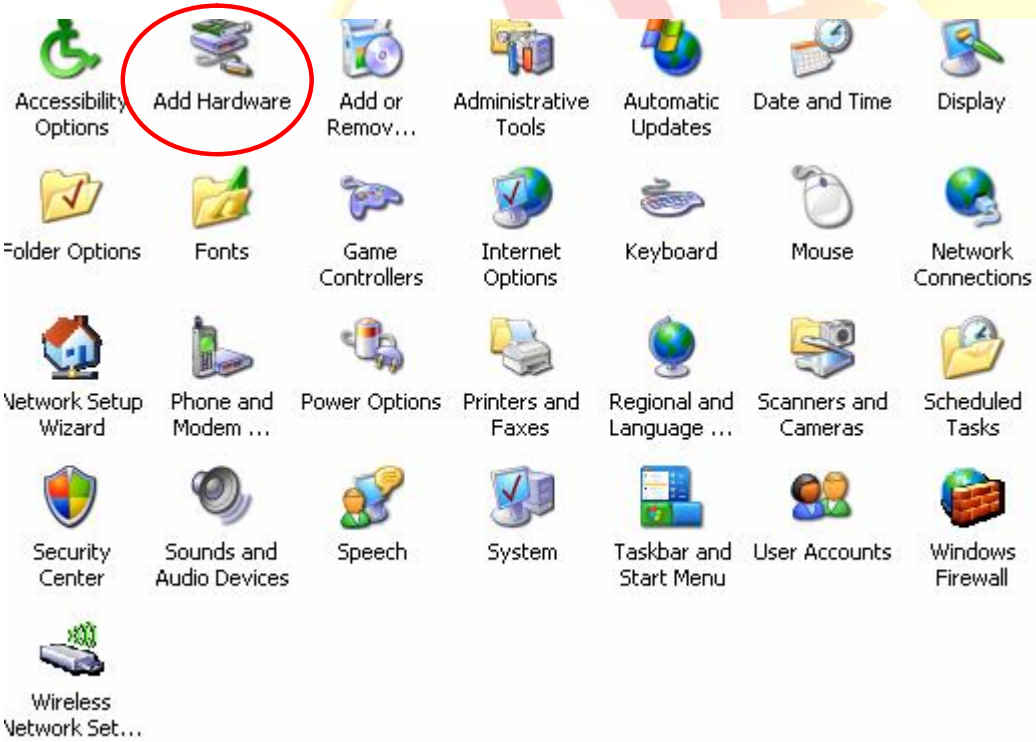 Accessibility Add Hardware Add or Administrative Automatic Date and Time Display
Options Remov... Tools Updates
Folder Options Fonts Game Internet Keyboard Mouse Network
Controllers Options Connections
Network Setup Phone and Power Options Printers and Regional and Scanners and Scheduled
Wizard Modem ... Faxes Language ... Cameras Tasks
Security Sounds and Speech System Taskbar and User Accounts Windows
Center Audio Devices Start Menu Firewall
Wireless
Network Set...